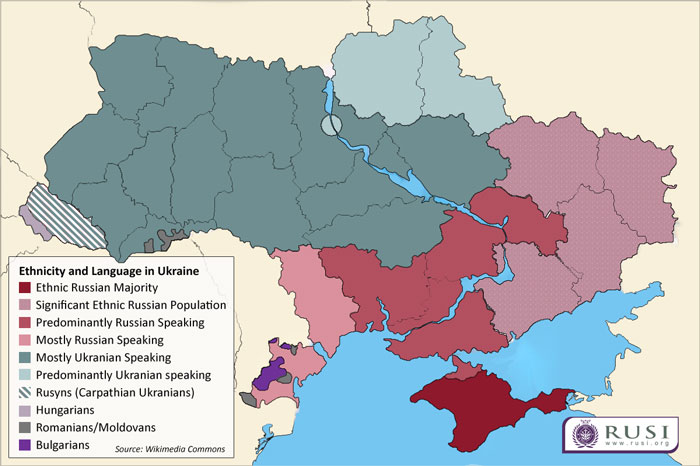 Ethnicity and Language in Ukraine
Ethnic Russian Majority
Significant Ethnic Russian Population
Predominantly Russian Speaking
Mostly Russian Speaking
Mostly Ukranian Speaking
Predominately Ukranian speaking
Rusyns (Carpathian Ukranians)
Hungarians
Romanians/Moldovans
Bulgarians
Source: Wikimedia Commons
RUSI
www.rusi.org